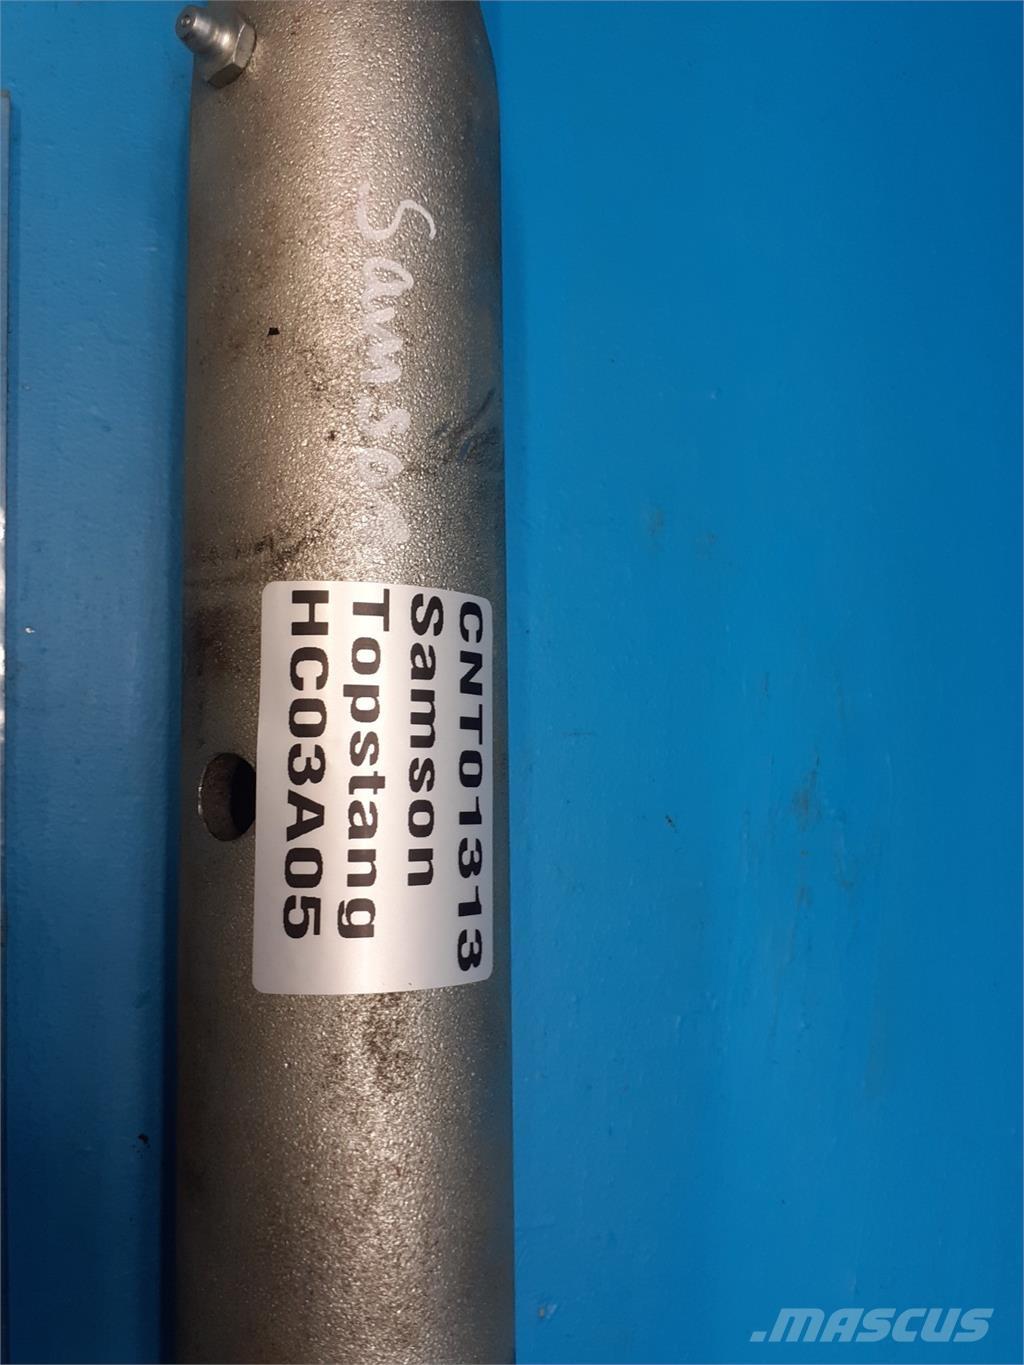 Samson
CNT01313
Samson
Topstang
HC03A05
.MASCUS